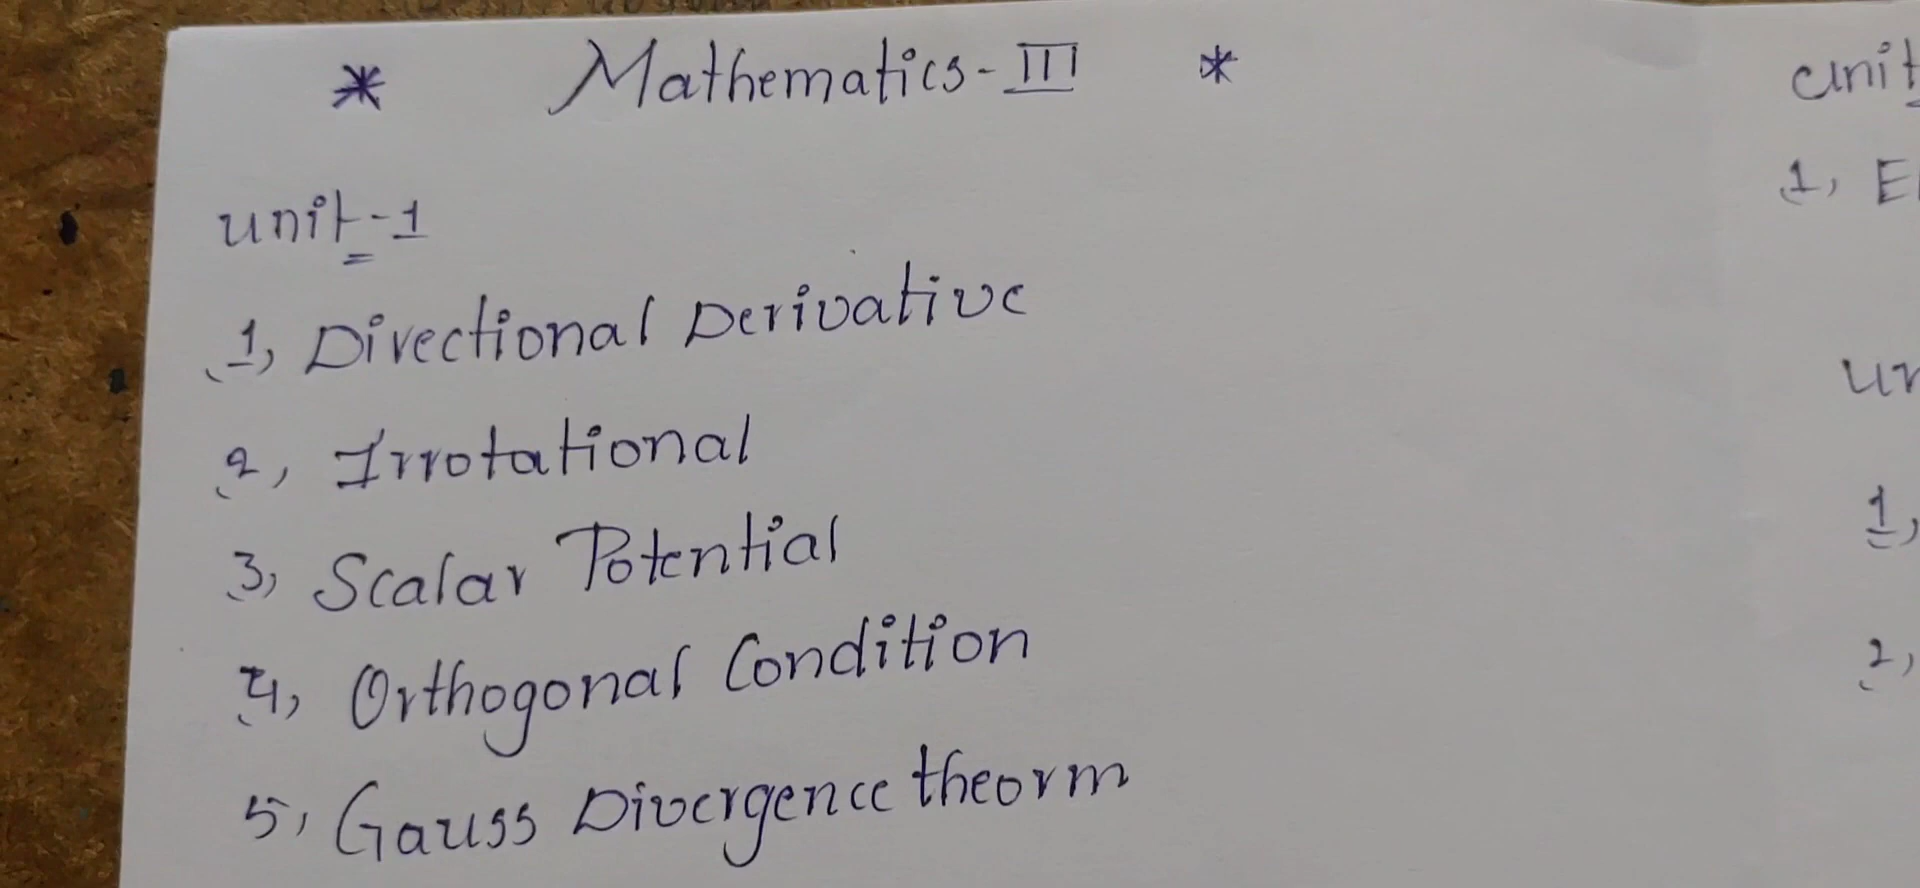 * Mathematics-III *
unit-1
1, Directional Derivative
2, Irrotational
3, Scalar Potential
4, Orthogonal Condition
5, Gauss Divergence theorm
unit
1,
1,
2,